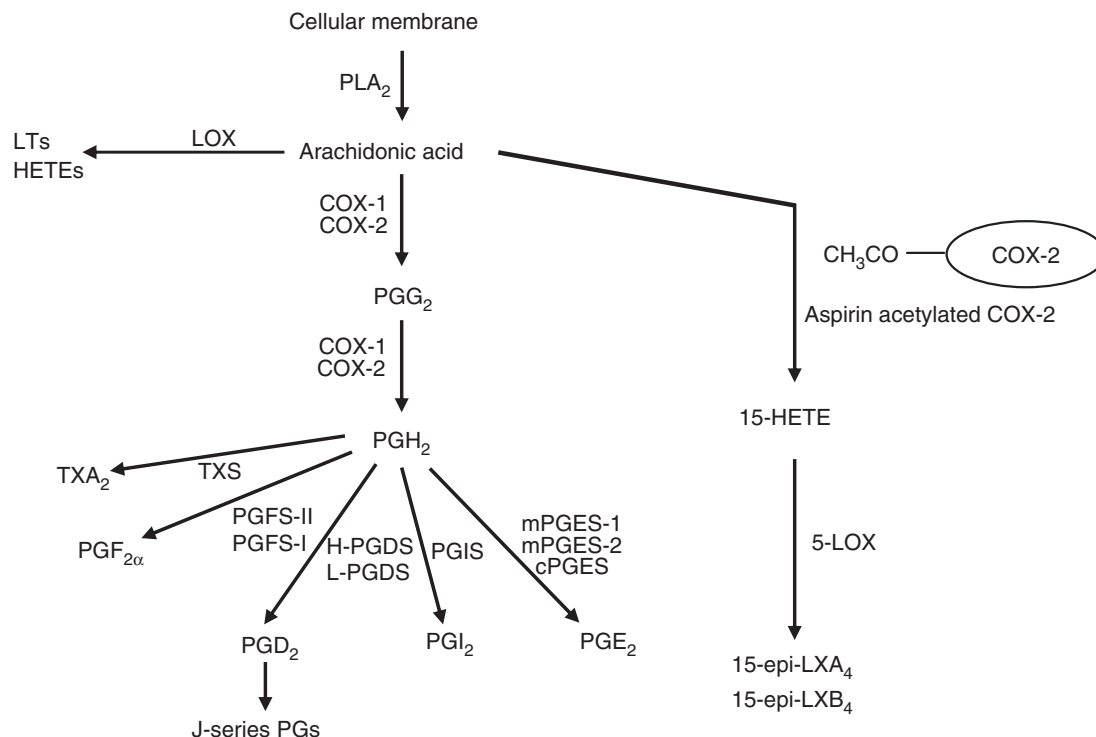 Cellular membrane
PLA₂
LTs
HETEs
LOX
Arachidonic acid
COX-1
COX-2
PGG₂
COX-1
COX-2
PGH₂
TXA₂
TXS
PGF₂α
PGFS-II
PGFS-I
H-PGDS
L-PGDS
PGIS
mPGES-1
mPGES-2
cPGES
PGD₂
PGI₂
PGE₂
J-series PGs
CH₃CO
COX-2
Aspirin acetylated COX-2
15-HETE
5-LOX
15-epi-LXA₄
15-epi-LXB₄